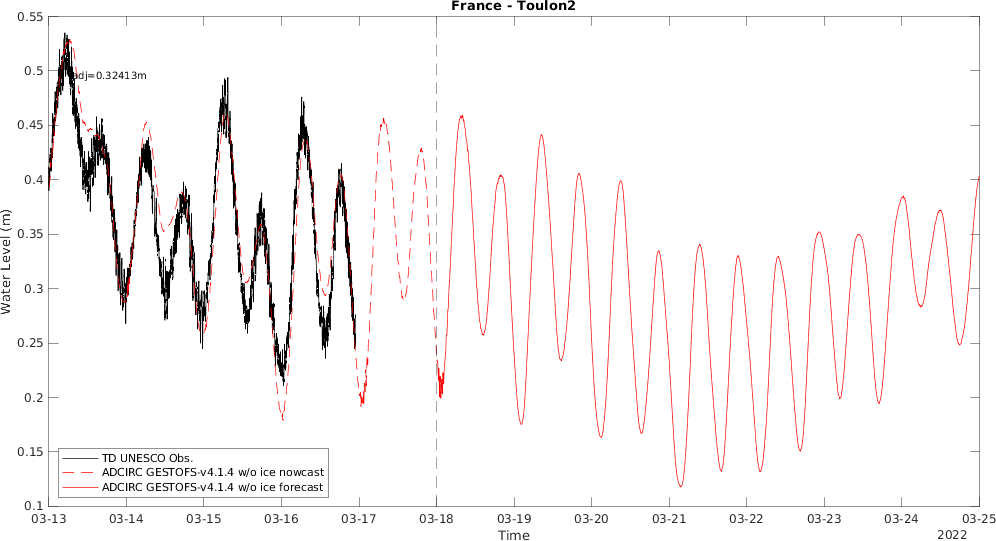 France - Toulon2
0.55
0.5
0.45
0.4
0.35
0.3
0.25
0.2
0.15
0.1
Water Level (m)
adj=0.32413m
TD UNESCO Obs.
ADCIRC GESTOFS-v4.1.4 w/o ice nowcast
ADCIRC GESTOFS-v4.1.4 w/o ice forecast
03-13 03-14 03-15 03-16 03-17 03-18 03-19 03-20 03-21 03-22 03-23 03-24 03-25
Time
2022